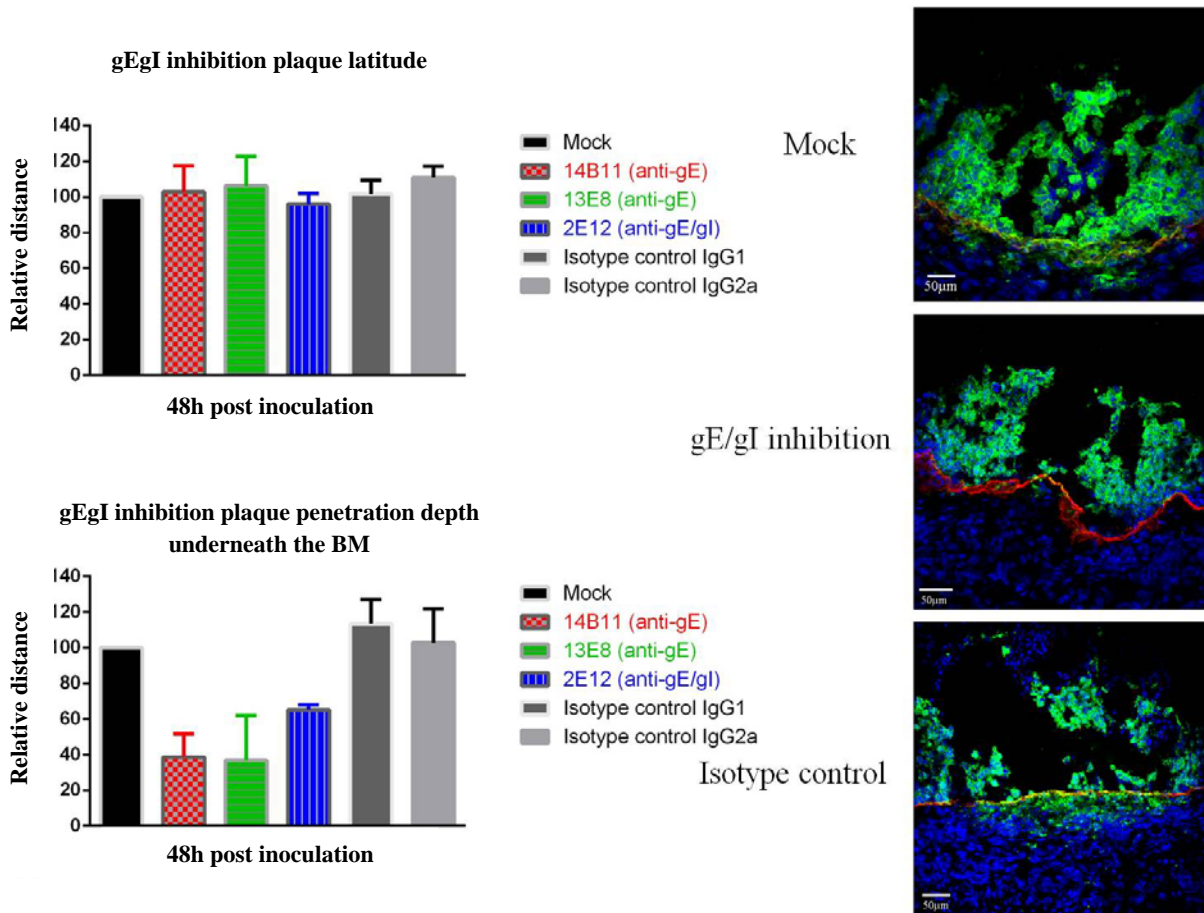 gEgI inhibition plaque latitude
Relative distance
140
120
100
80
60
40
20
0
48h post inoculation
Mock
14B11 (anti-gE)
13E8 (anti-gE)
2E12 (anti-gE/gI)
Isotype control IgG1
Isotype control IgG2a
gEgI inhibition plaque penetration depth
underneath the BM
Relative distance
140
120
100
80
60
40
20
0
48h post inoculation
Mock
14B11 (anti-gE)
13E8 (anti-gE)
2E12 (anti-gE/gI)
Isotype control IgG1
Isotype control IgG2a
Mock
50µm
gE/gI inhibition
50µm
Isotype control
50µm